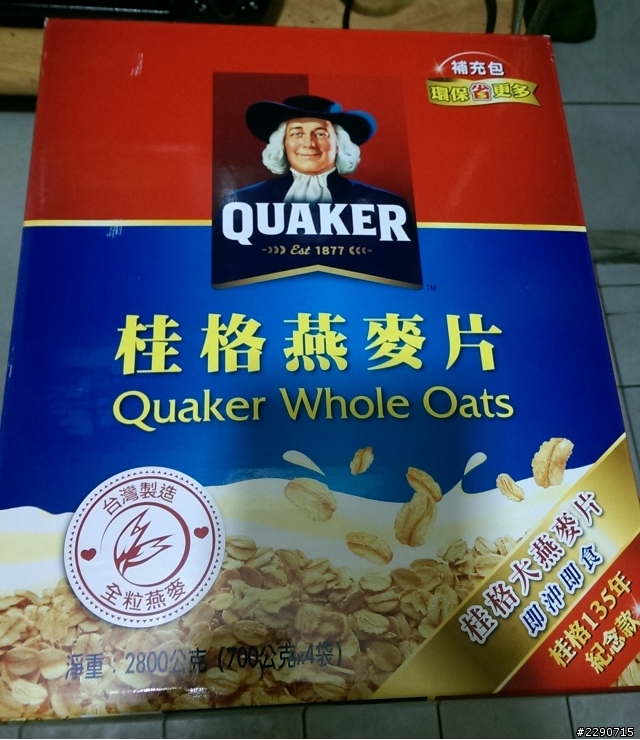 補充包
環保省更多
QUAKER
Est 1877
TM
桂格燕麥片
Quaker Whole Oats
台灣製造
全粒燕麥
桂格大燕麥片
即沖即食
桂格135年
紀念款
淨重：2800公克（700公克x4袋）
#2290715